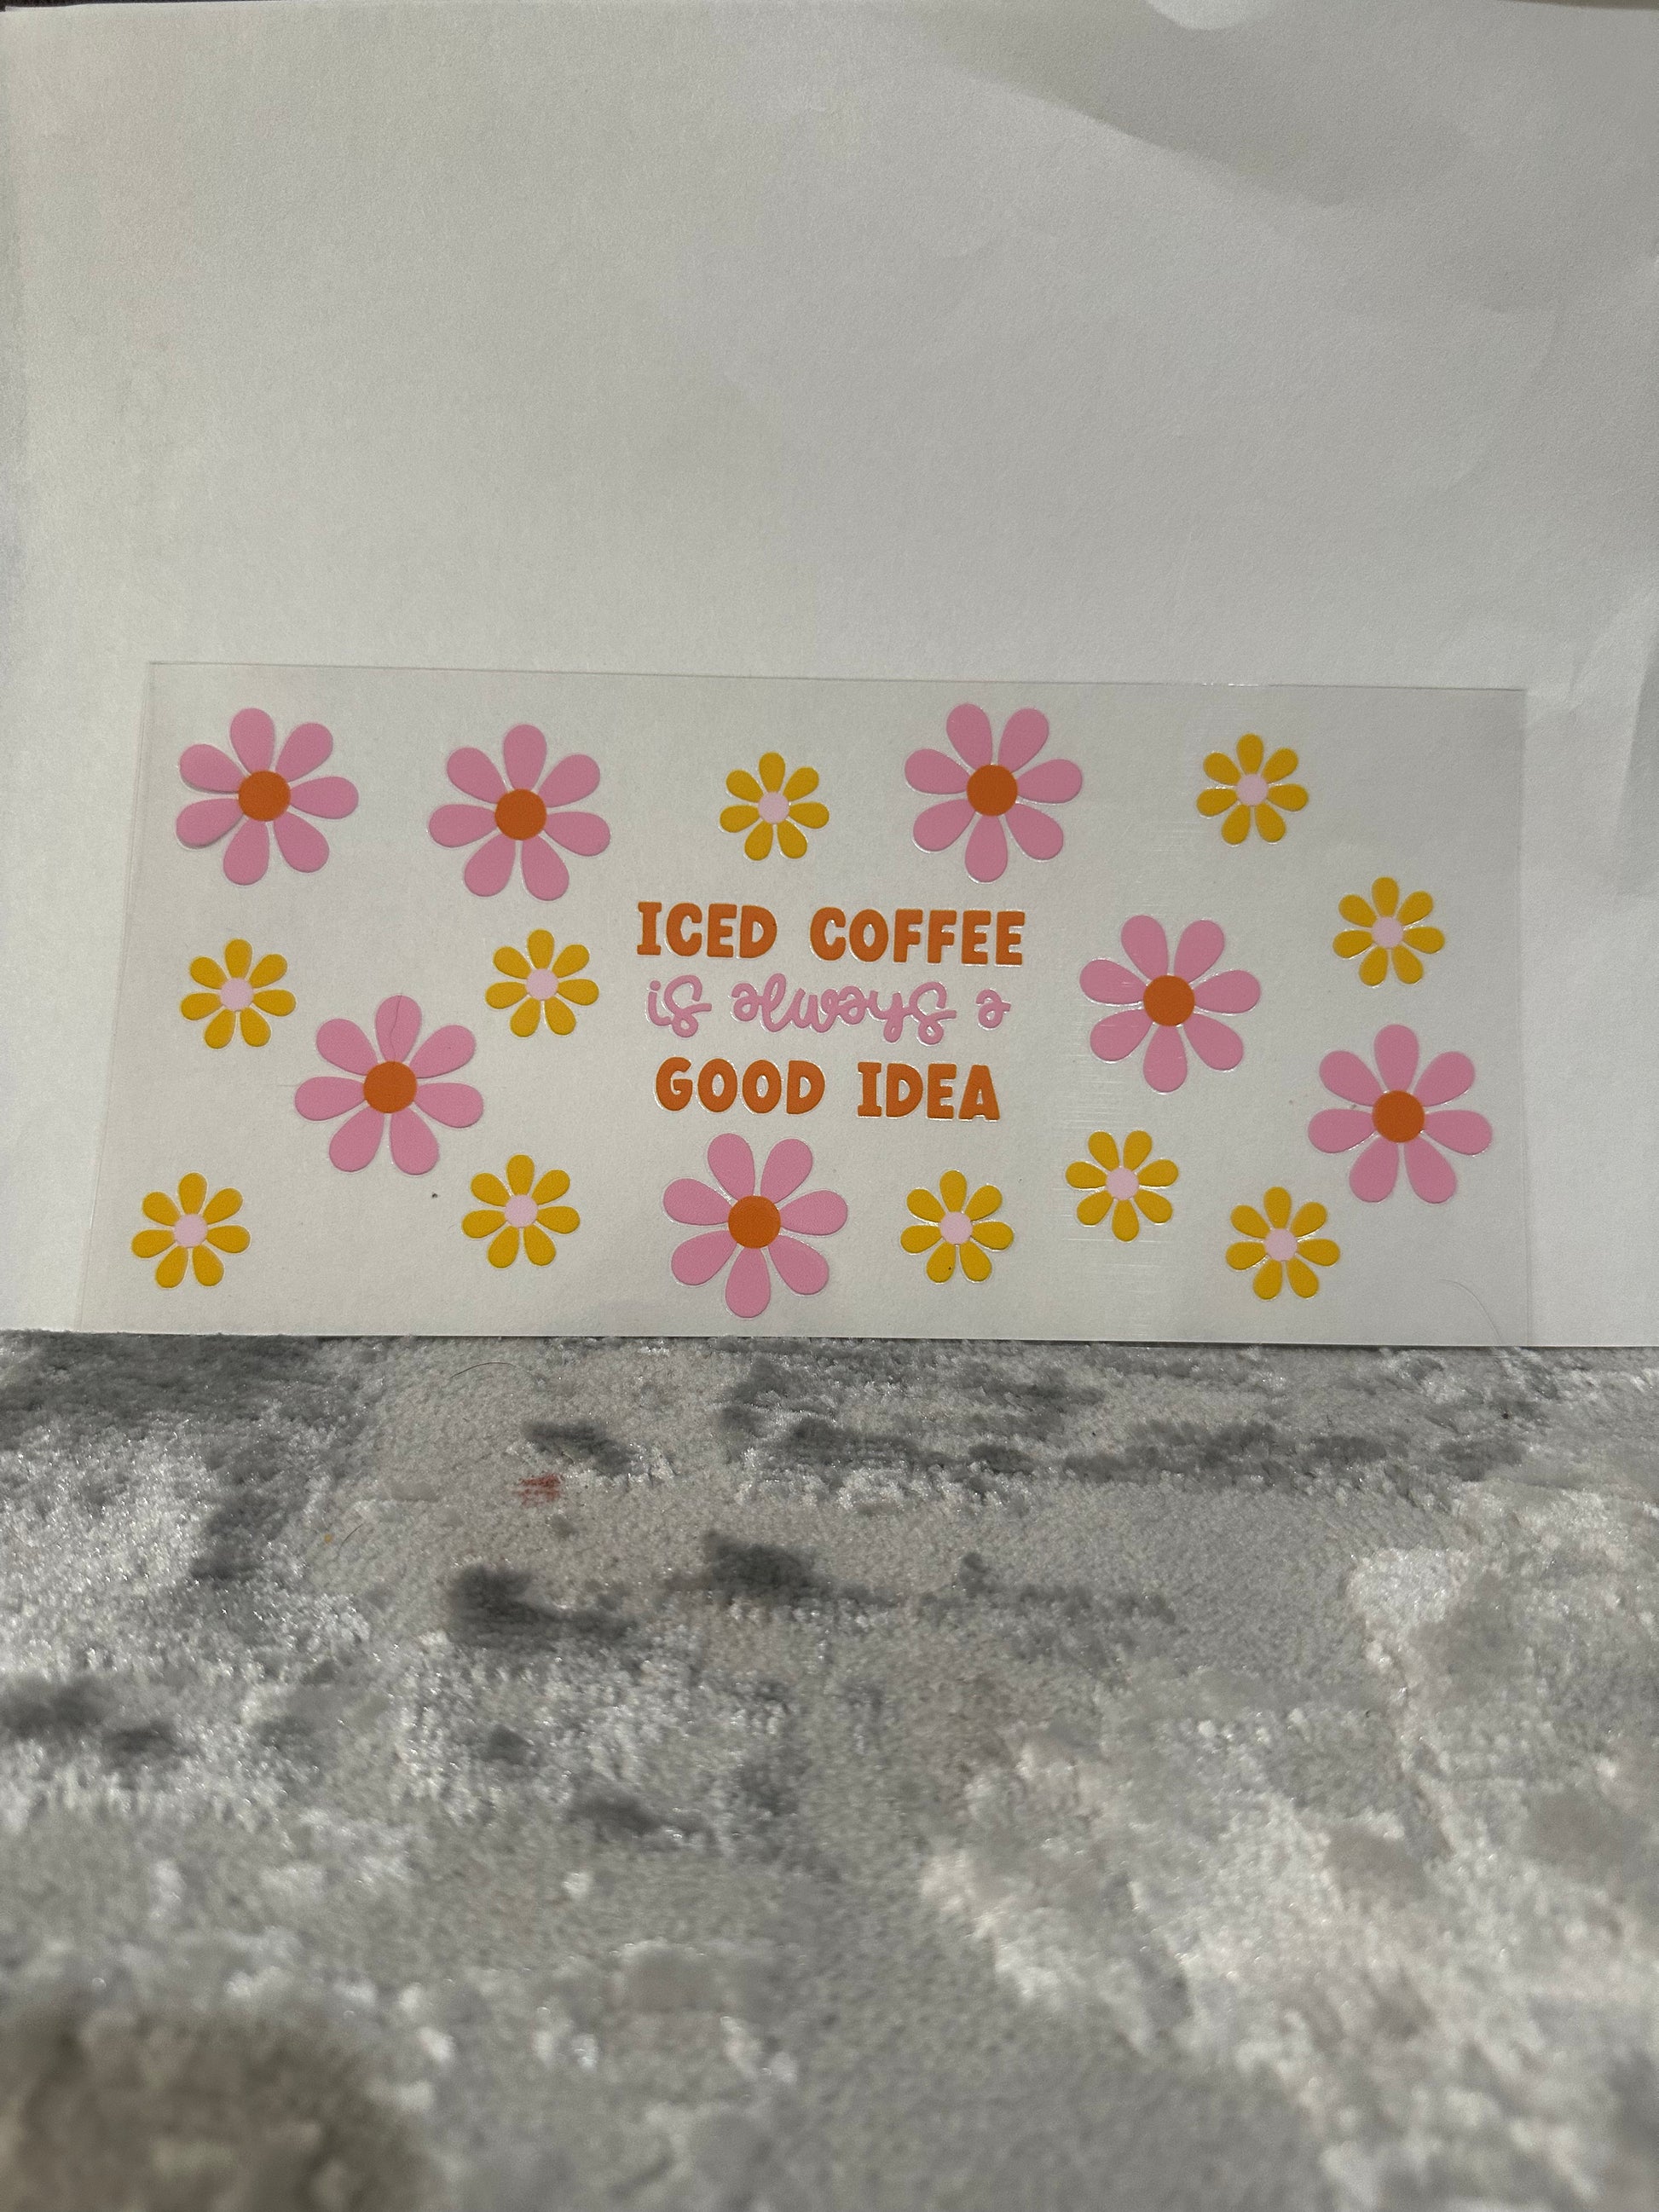 ICED COFFEE
is always a
GOOD IDEA